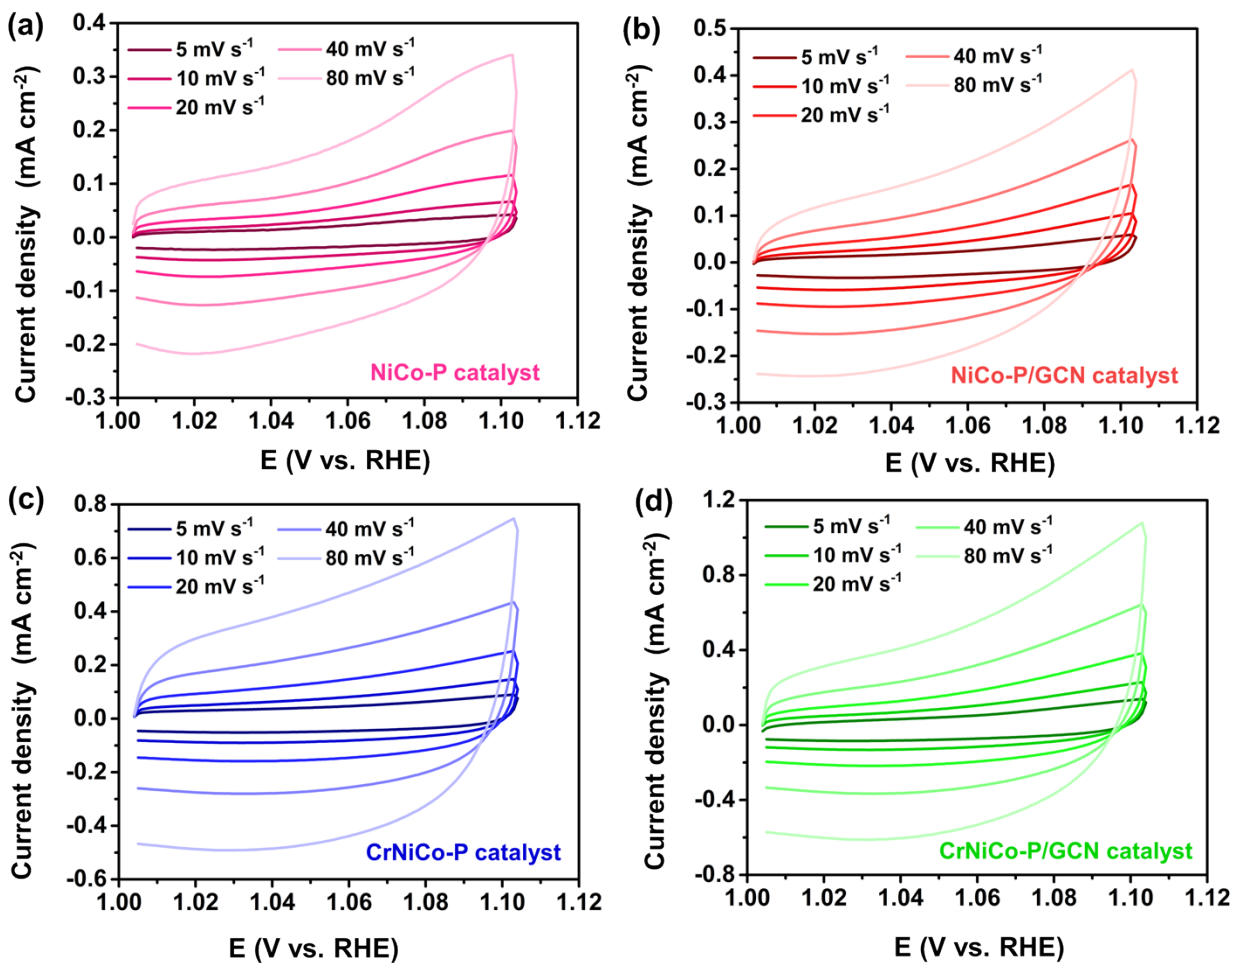 (a)
0.4
0.3
0.2
0.1
0.0
-0.1
-0.2
-0.3
Current density (mA cm-2)
5 mV s-1
10 mV s-1
20 mV s-1
40 mV s-1
80 mV s-1
NiCo-P catalyst
1.00 1.02 1.04 1.06 1.08 1.10 1.12
E (V vs. RHE)
(b)
0.5
0.4
0.3
0.2
0.1
0.0
-0.1
-0.2
-0.3
Current density (mA cm-2)
5 mV s-1
10 mV s-1
20 mV s-1
40 mV s-1
80 mV s-1
NiCo-P/GCN catalyst
1.00 1.02 1.04 1.06 1.08 1.10 1.12
E (V vs. RHE)
(c)
0.8
0.6
0.4
0.2
0.0
-0.2
-0.4
-0.6
Current density (mA cm-2)
5 mV s-1
10 mV s-1
20 mV s-1
40 mV s-1
80 mV s-1
CrNiCo-P catalyst
1.00 1.02 1.04 1.06 1.08 1.10 1.12
E (V vs. RHE)
(d)
1.2
0.8
0.4
0.0
-0.4
-0.8
Current density (mA cm-2)
5 mV s-1
10 mV s-1
20 mV s-1
40 mV s-1
80 mV s-1
CrNiCo-P/GCN catalyst
1.00 1.02 1.04 1.06 1.08 1.10 1.12
E (V vs. RHE)